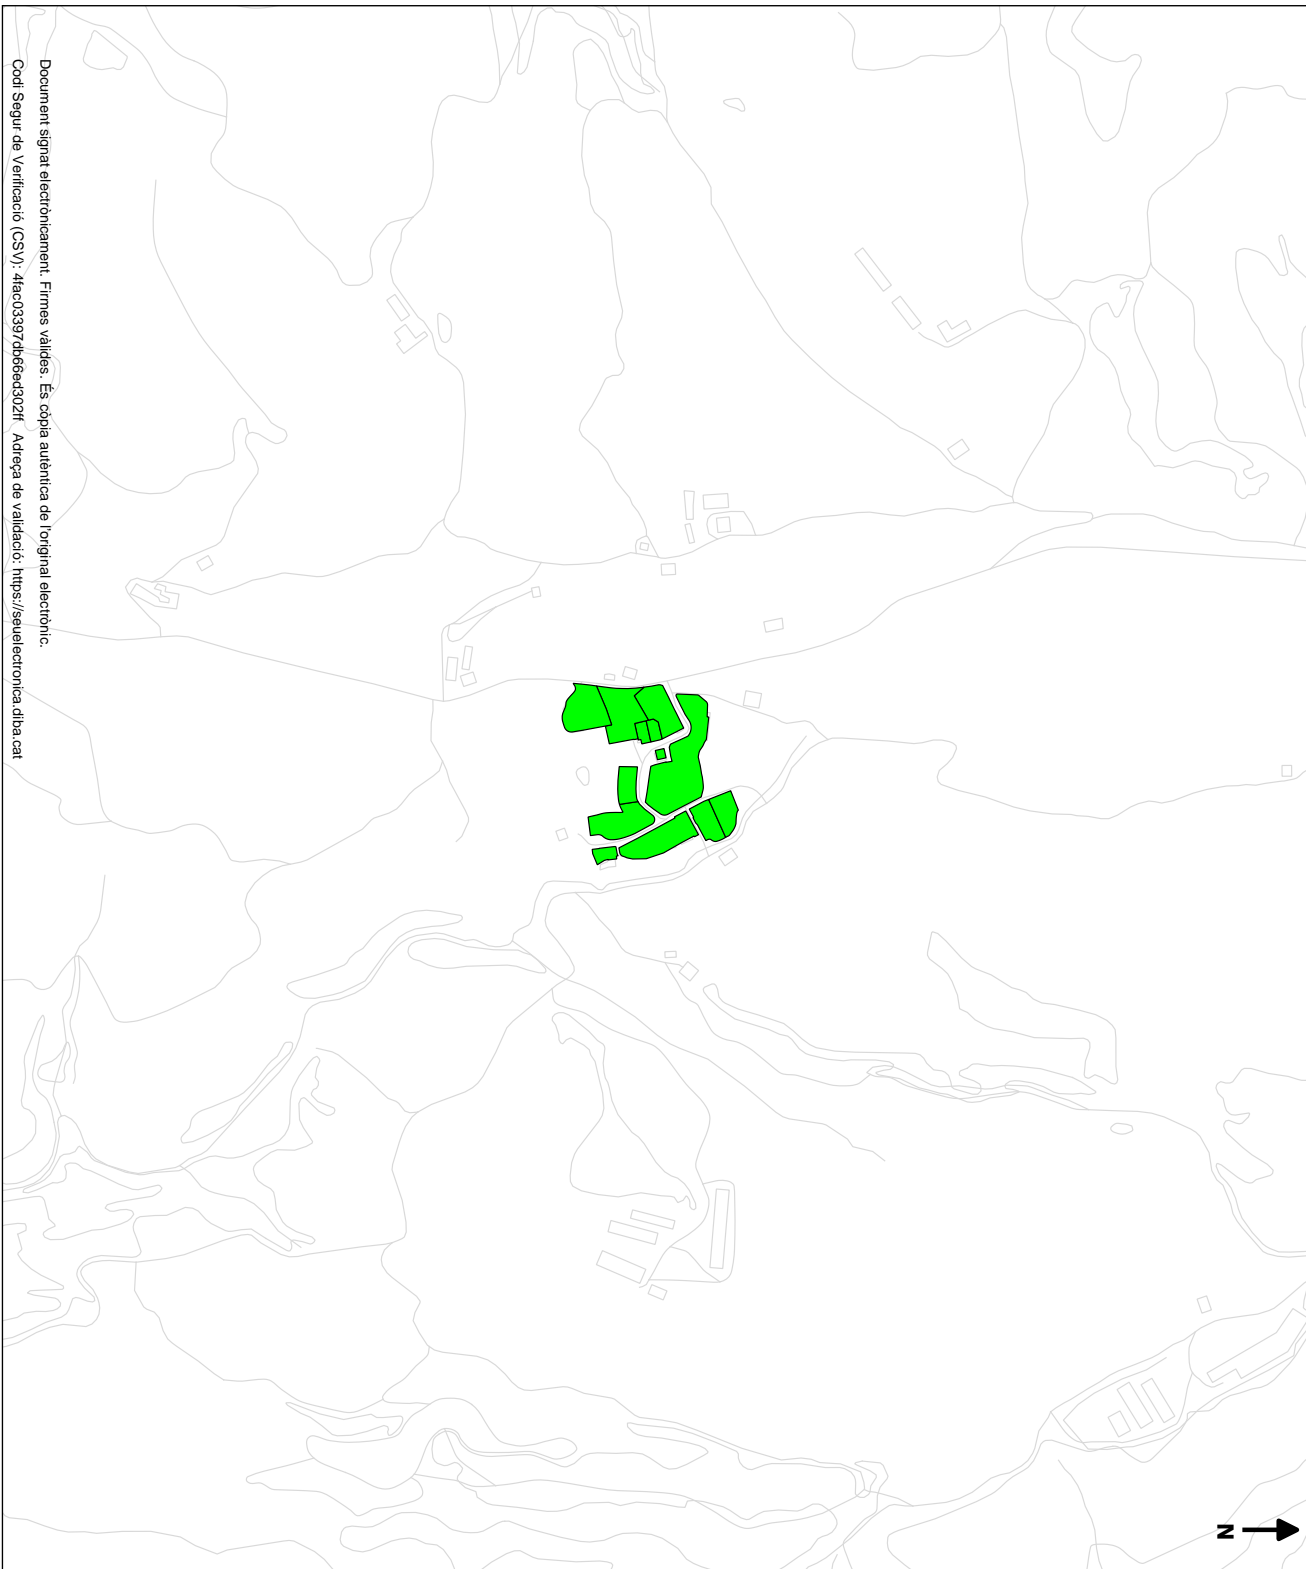 Document signat electrònicament. Firmes vàlides. És còpia autèntica de l'original electrònic.
Codi Segur de Verificació (CSV): 4fac03397db66ed302ff Adreça de validació: https://seuelectronica.diba.cat
N